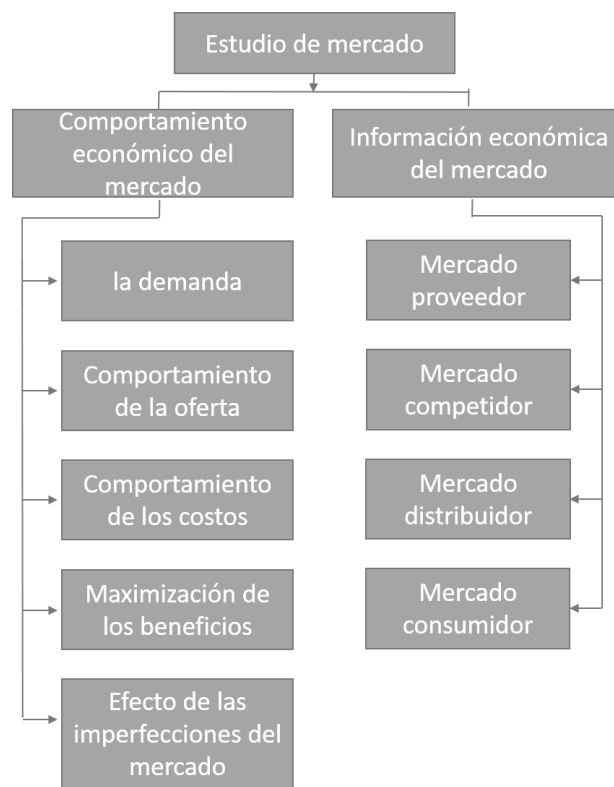 Estudio de mercado
Comportamiento
económico del
mercado
Información económica
del mercado
la demanda
Comportamiento
de la oferta
Comportamiento
de los costos
Maximización de
los beneficios
Efecto de las
imperfecciones del
mercado
Mercado
proveedor
Mercado
competidor
Mercado
distribuidor
Mercado
consumidor